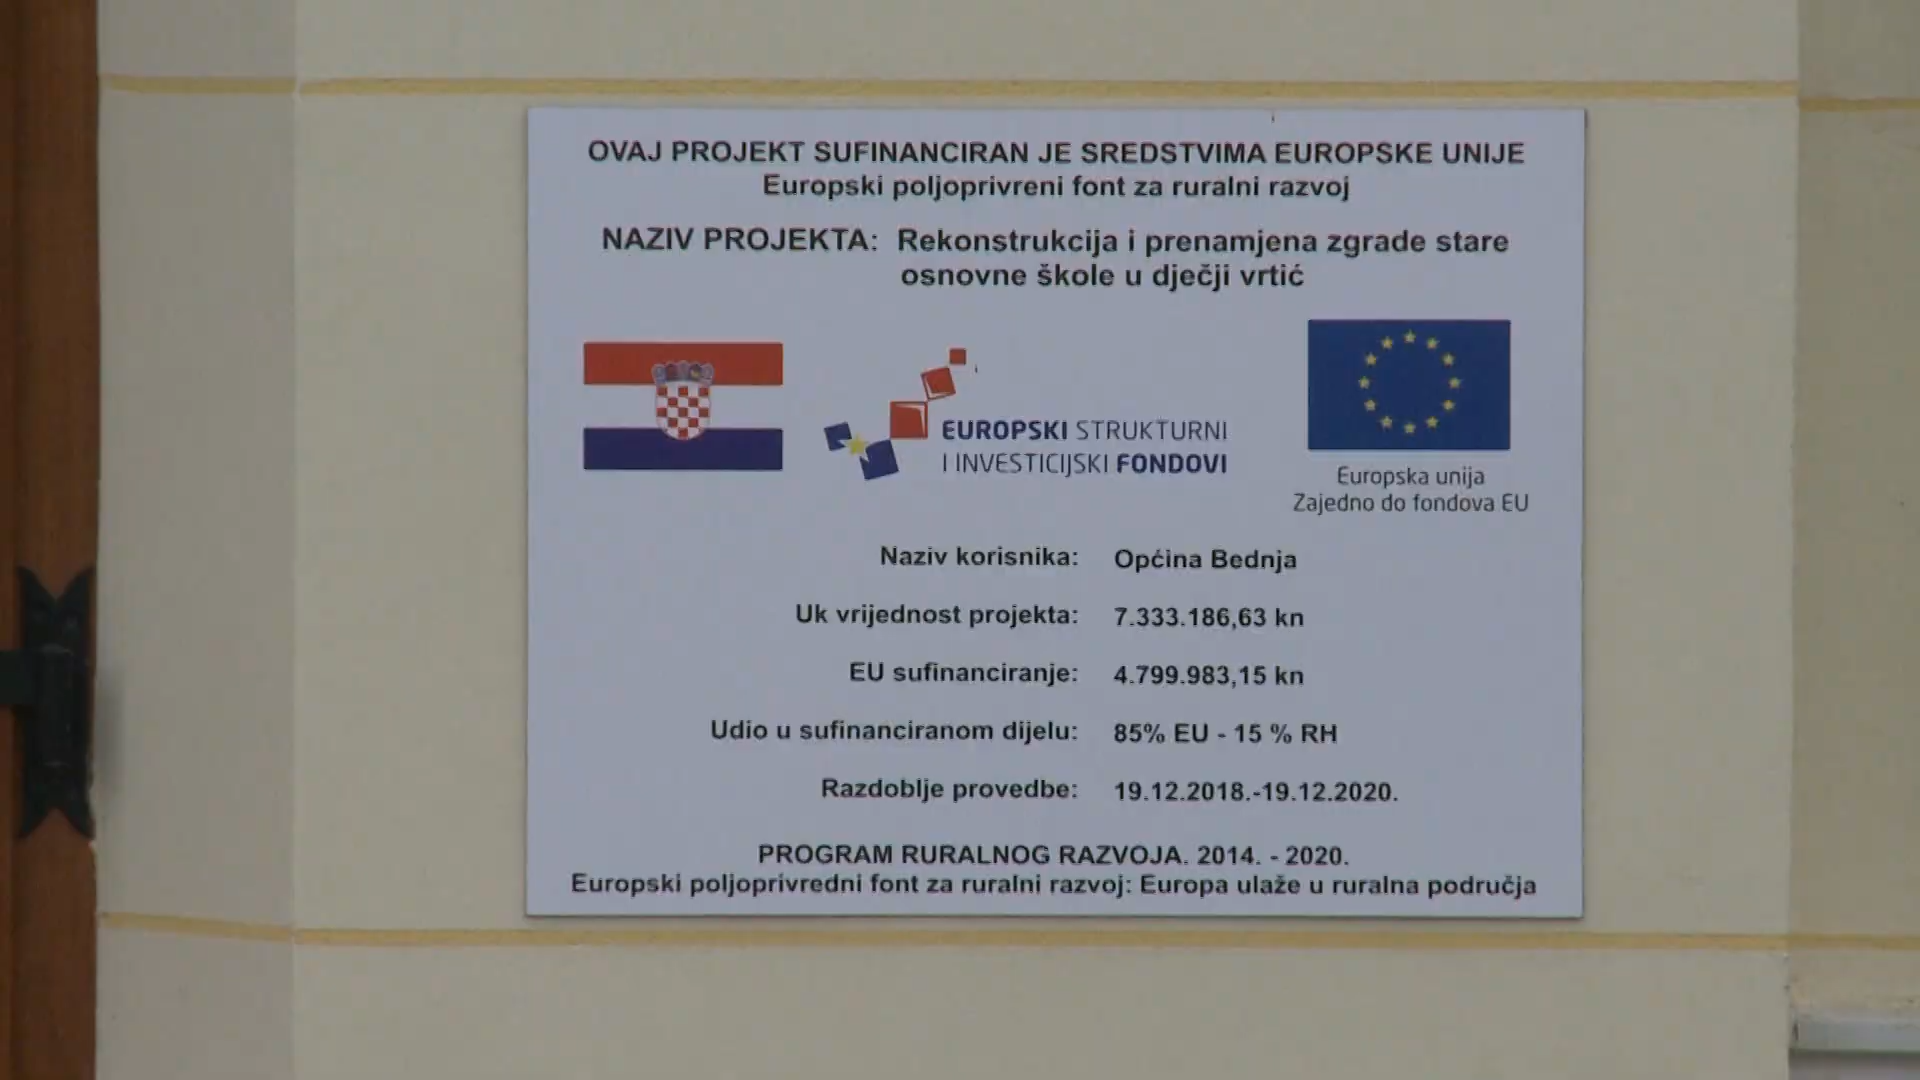 OVAJ PROJEKT SUFINANCIRAN JE SREDSTVIMA EUROPSKE UNIJE
Europski poljoprivreni font za ruralni razvoj
NAZIV PROJEKTA: Rekonstrukcija i prenamjena zgrade stare
osnovne škole u dječji vrtić
EUROPSKI STRUKTURNI
I INVESTICIJSKI FONDOVI
Europska unija
Zajedno do fondova EU
Naziv korisnika: Općina Bednja
Uk vrijednost projekta: 7.333.186,63 kn
EU sufinanciranje: 4.799.983,15 kn
Udio u sufinanciranom dijelu: 85% EU - 15 % RH
Razdoblje provedbe: 19.12.2018.-19.12.2020.
PROGRAM RURALNOG RAZVOJA. 2014. - 2020.
Europski poljoprivredni font za ruralni razvoj: Europa ulaže u ruralna područja